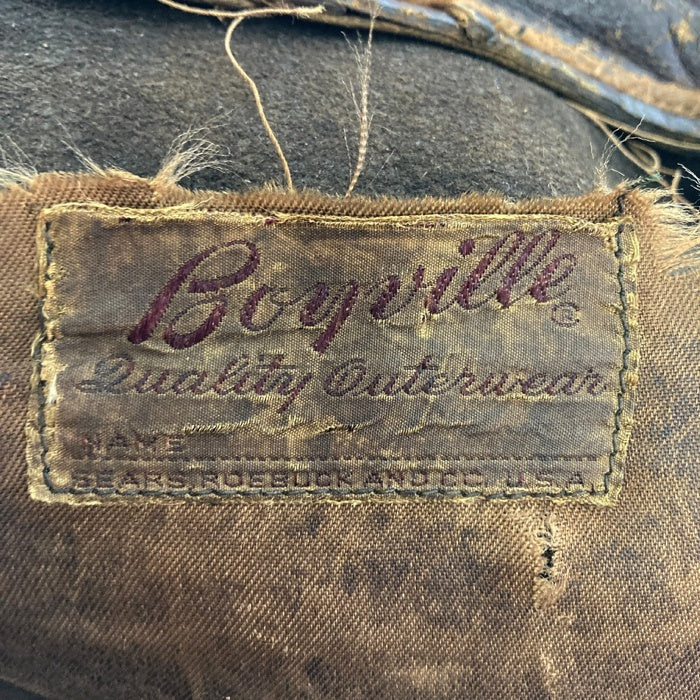 Boyville ®
Quality Outerwear
NAME
SEARS, ROEBUCK AND CO. U.S.A.